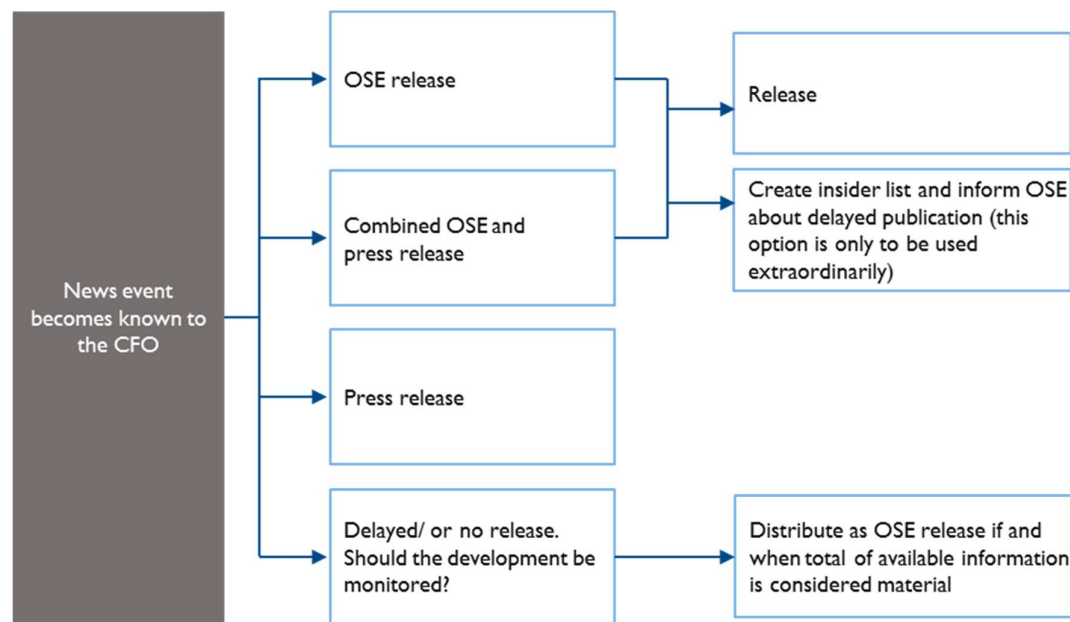 News event
becomes known to
the CFO
OSE release
Combined OSE and
press release
Press release
Delayed/ or no release.
Should the development be
monitored?
Release
Create insider list and inform OSE
about delayed publication (this
option is only to be used
extraordinarily)
Distribute as OSE release if and
when total of available information
is considered material